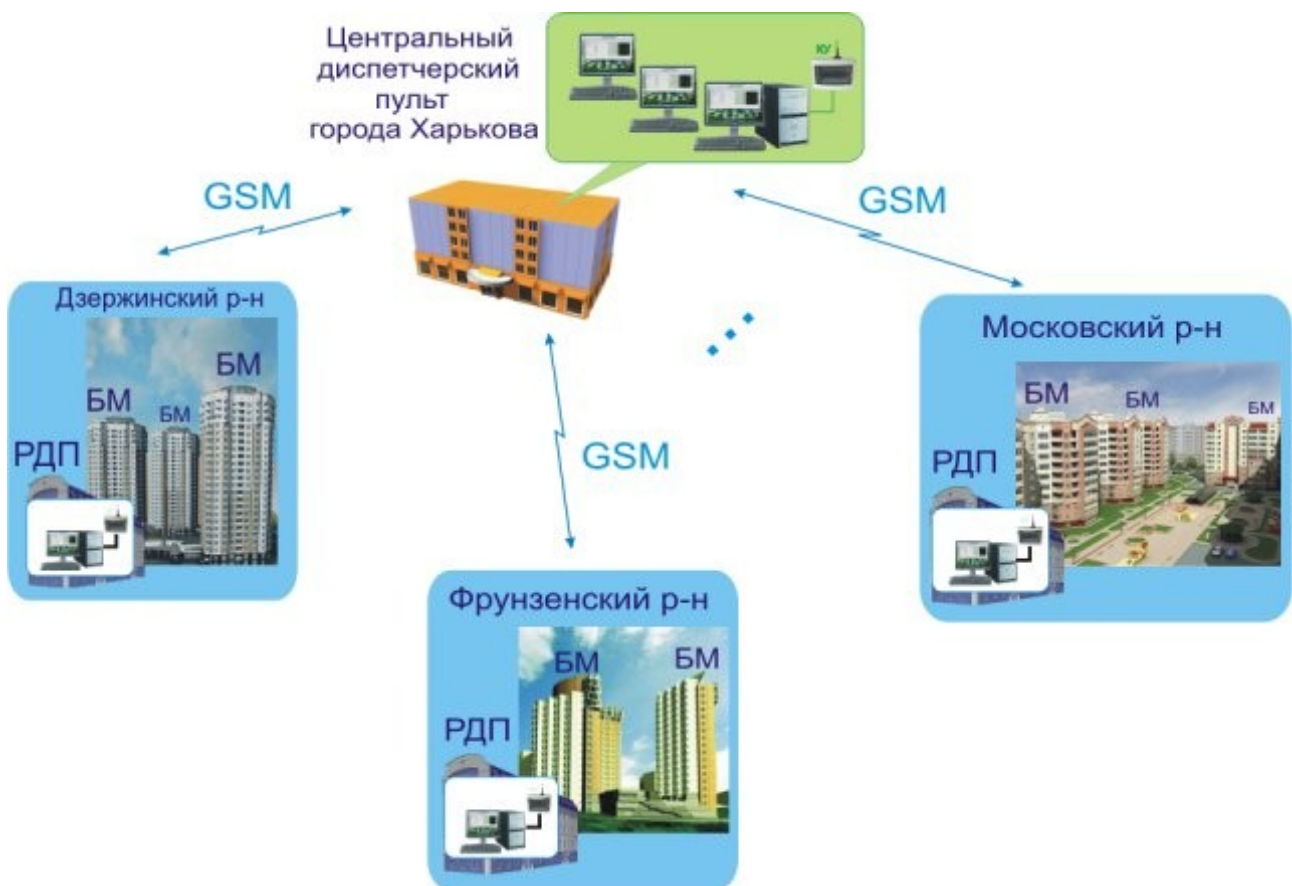 Центральный
диспетчерский
пульт
города Харькова
КУ
GSM
GSM
GSM
Дзержинский р-н
БМ
БМ
БМ
РДП
Московский р-н
БМ
БМ
БМ
РДП
Фрунзенский р-н
БМ
БМ
РДП